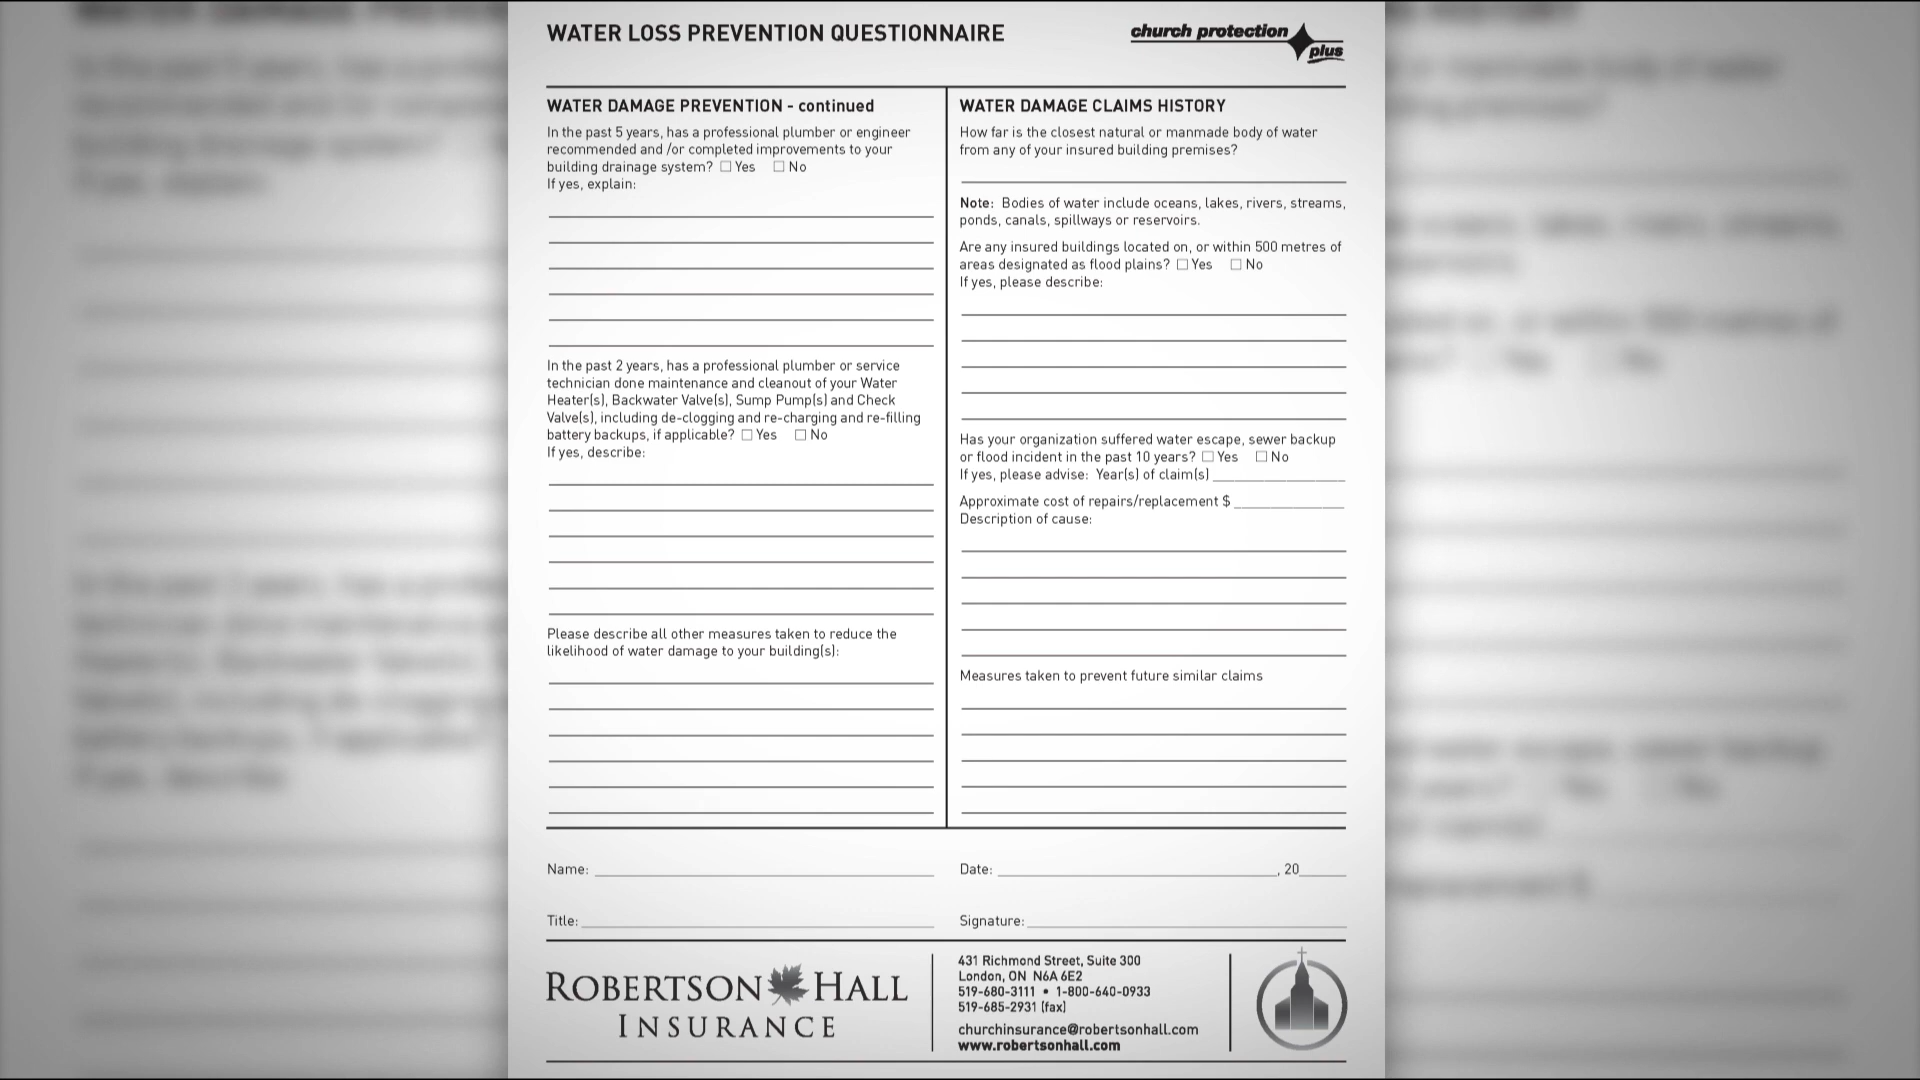 WATER LOSS PREVENTION QUESTIONNAIRE
church protection
plus
WATER DAMAGE PREVENTION - continued
In the past 5 years, has a professional plumber or engineer
recommended and /or completed improvements to your
building drainage system? ☐ Yes ☐ No
If yes, explain:
In the past 2 years, has a professional plumber or service
technician done maintenance and cleanout of your Water
Heater(s), Backwater Valve(s), Sump Pump(s) and Check
Valve(s), including de-clogging and re-charging and re-filling
battery backups, if applicable? ☐ Yes ☐ No
If yes, describe:
Please describe all other measures taken to reduce the
likelihood of water damage to your building(s):
WATER DAMAGE CLAIMS HISTORY
How far is the closest natural or manmade body of water
from any of your insured building premises?
Note: Bodies of water include oceans, lakes, rivers, streams,
ponds, canals, spillways or reservoirs.
Are any insured buildings located on, or within 500 metres of
areas designated as flood plains? ☐ Yes ☐ No
If yes, please describe:
Has your organization suffered water escape, sewer backup
or flood incident in the past 10 years? ☐ Yes ☐ No
If yes, please advise: Year(s) of claim(s)
Approximate cost of repairs/replacement $
Description of cause:
Measures taken to prevent future similar claims
Name:
Date: , 20
Title:
Signature:
ROBERTSON HALL
INSURANCE
431 Richmond Street, Suite 300
London, ON N6A 6E2
519-680-3111 • 1-800-640-0933
519-685-2931 (fax)
churchinsurance@robertsonhall.com
www.robertsonhall.com